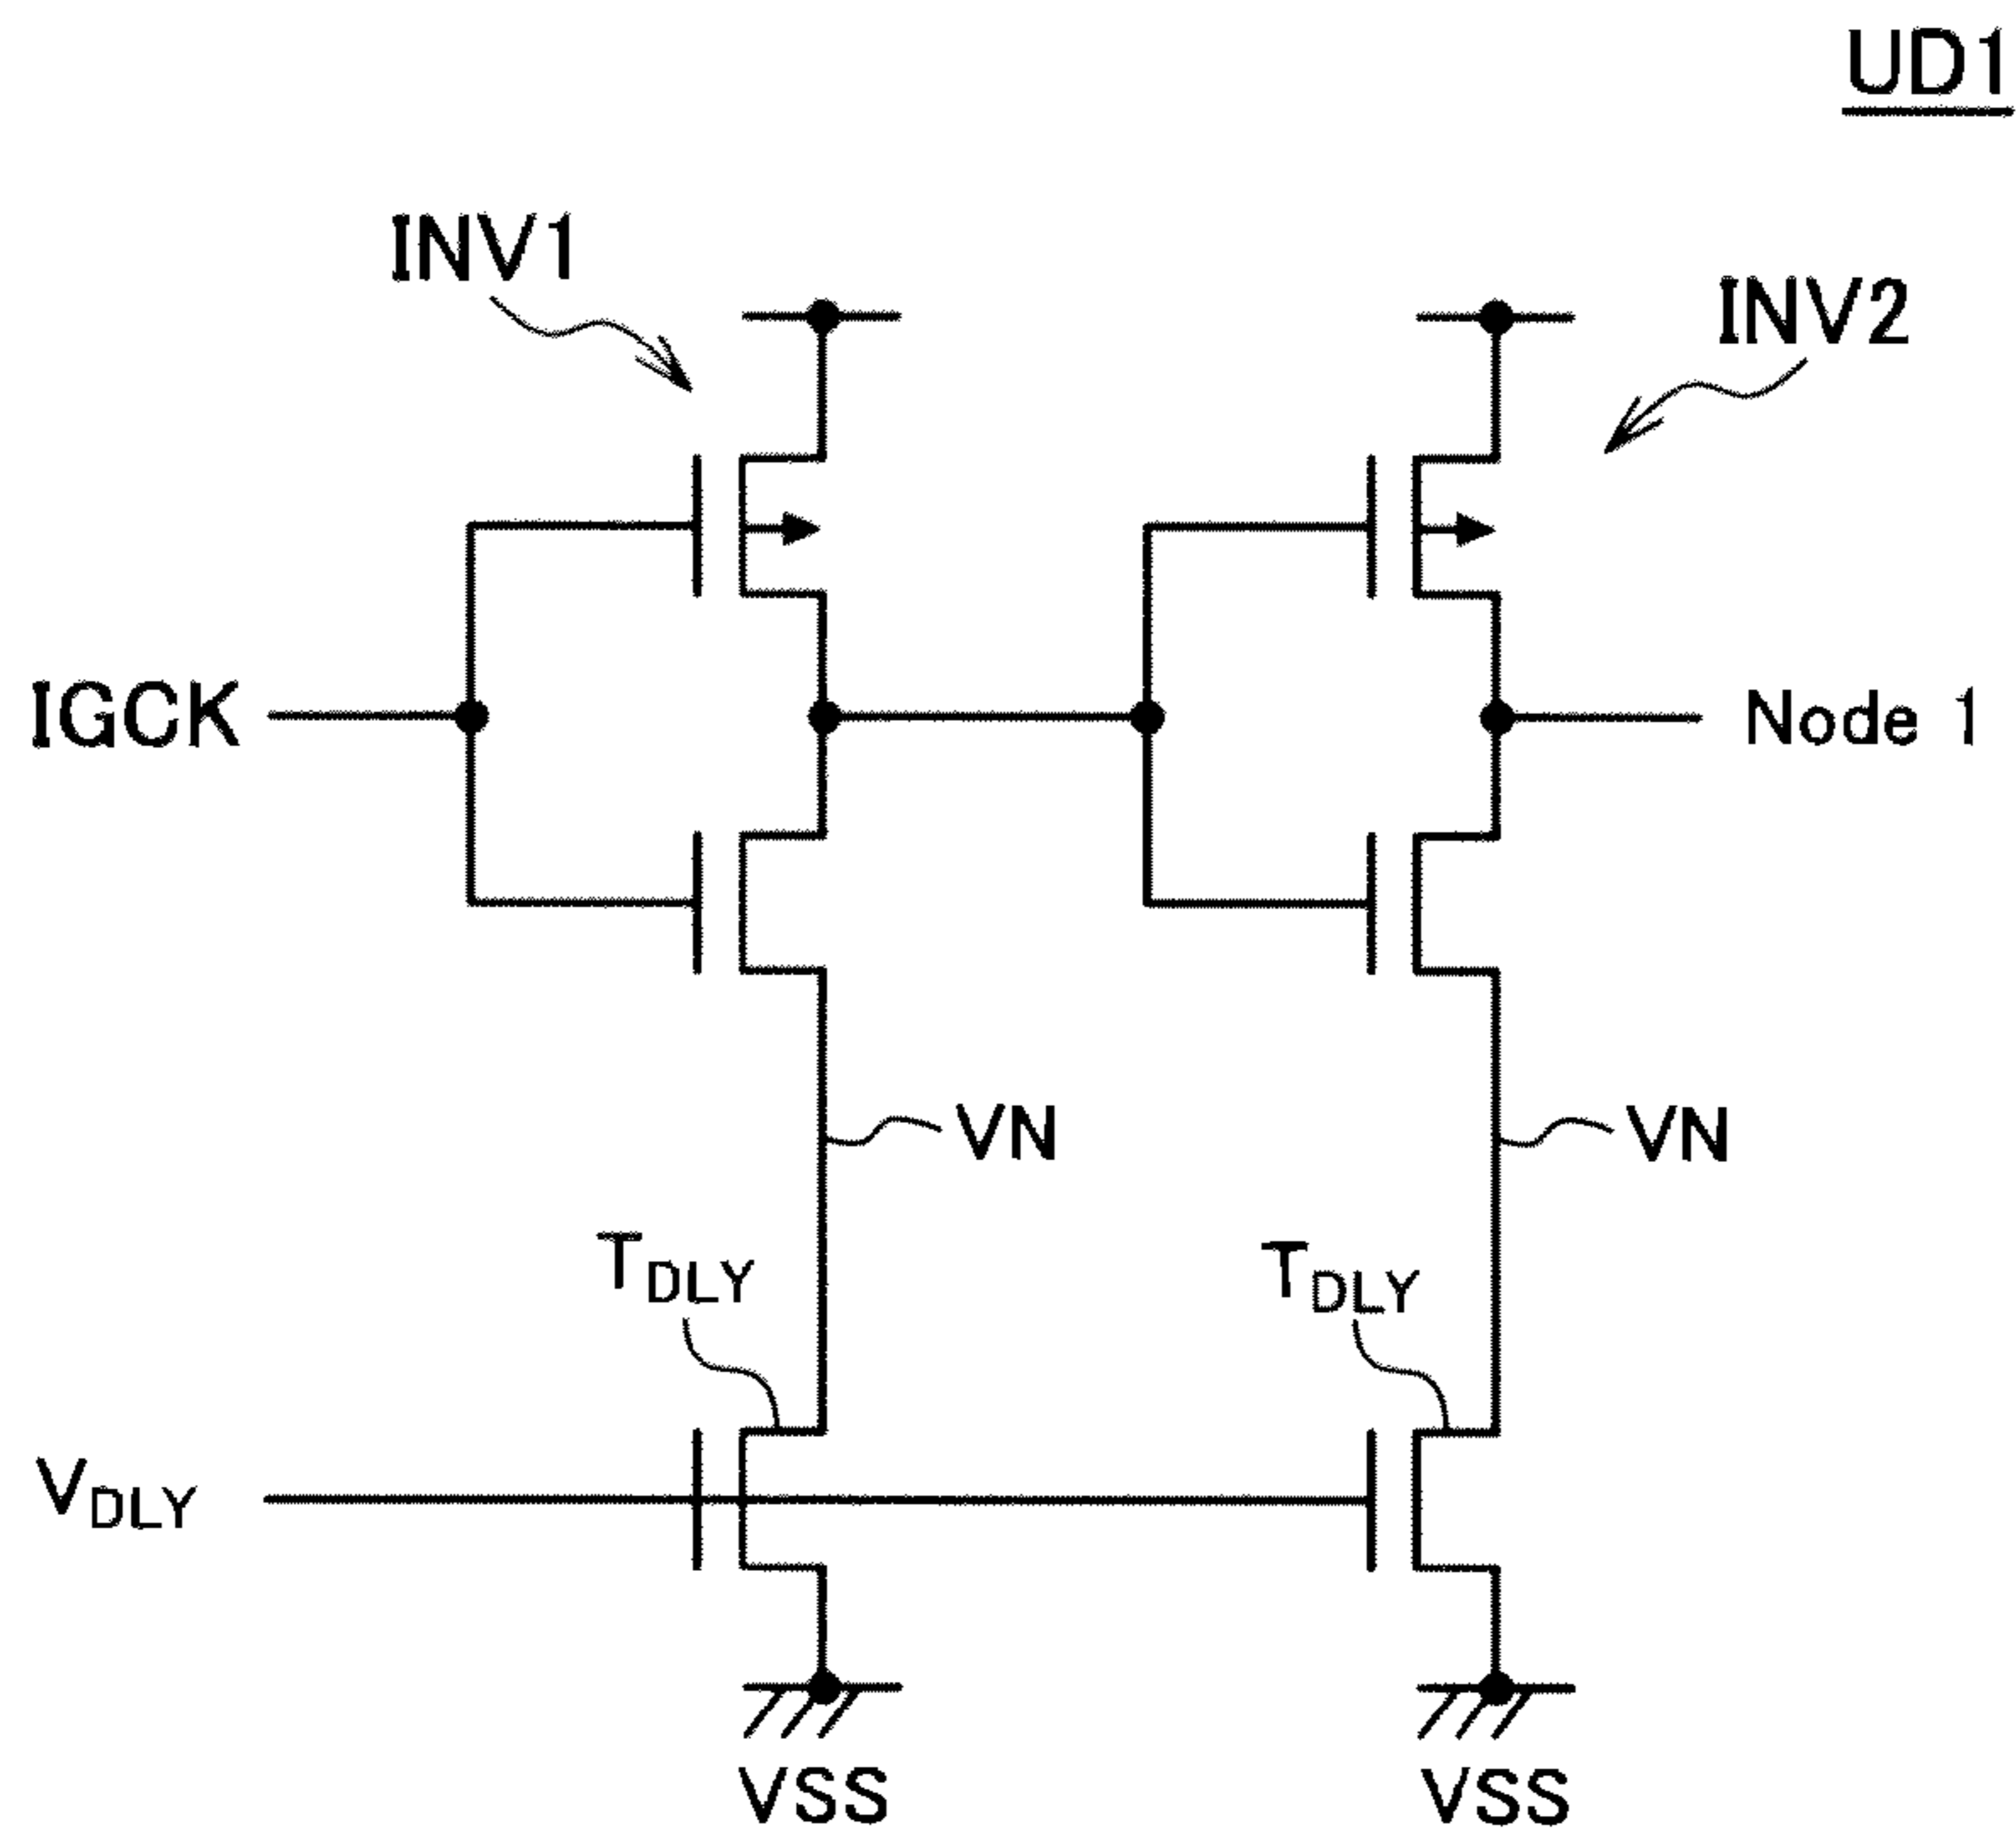 UD1
INV1
INV2
IGCK
Node 1
VN
VN
TDLY
TDLY
VDLY
VSS
VSS